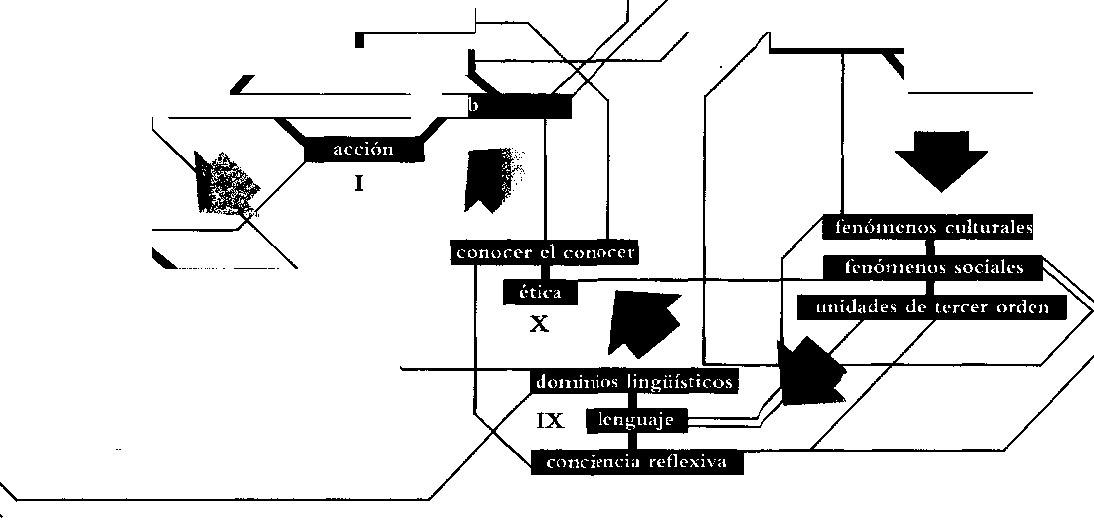 b
acción
I
conocer el conocer
ética
X
fenómenos culturales
fenómenos sociales
unidades de tercer orden
dominios lingüísticos
IX
lenguaje
conciencia reflexiva